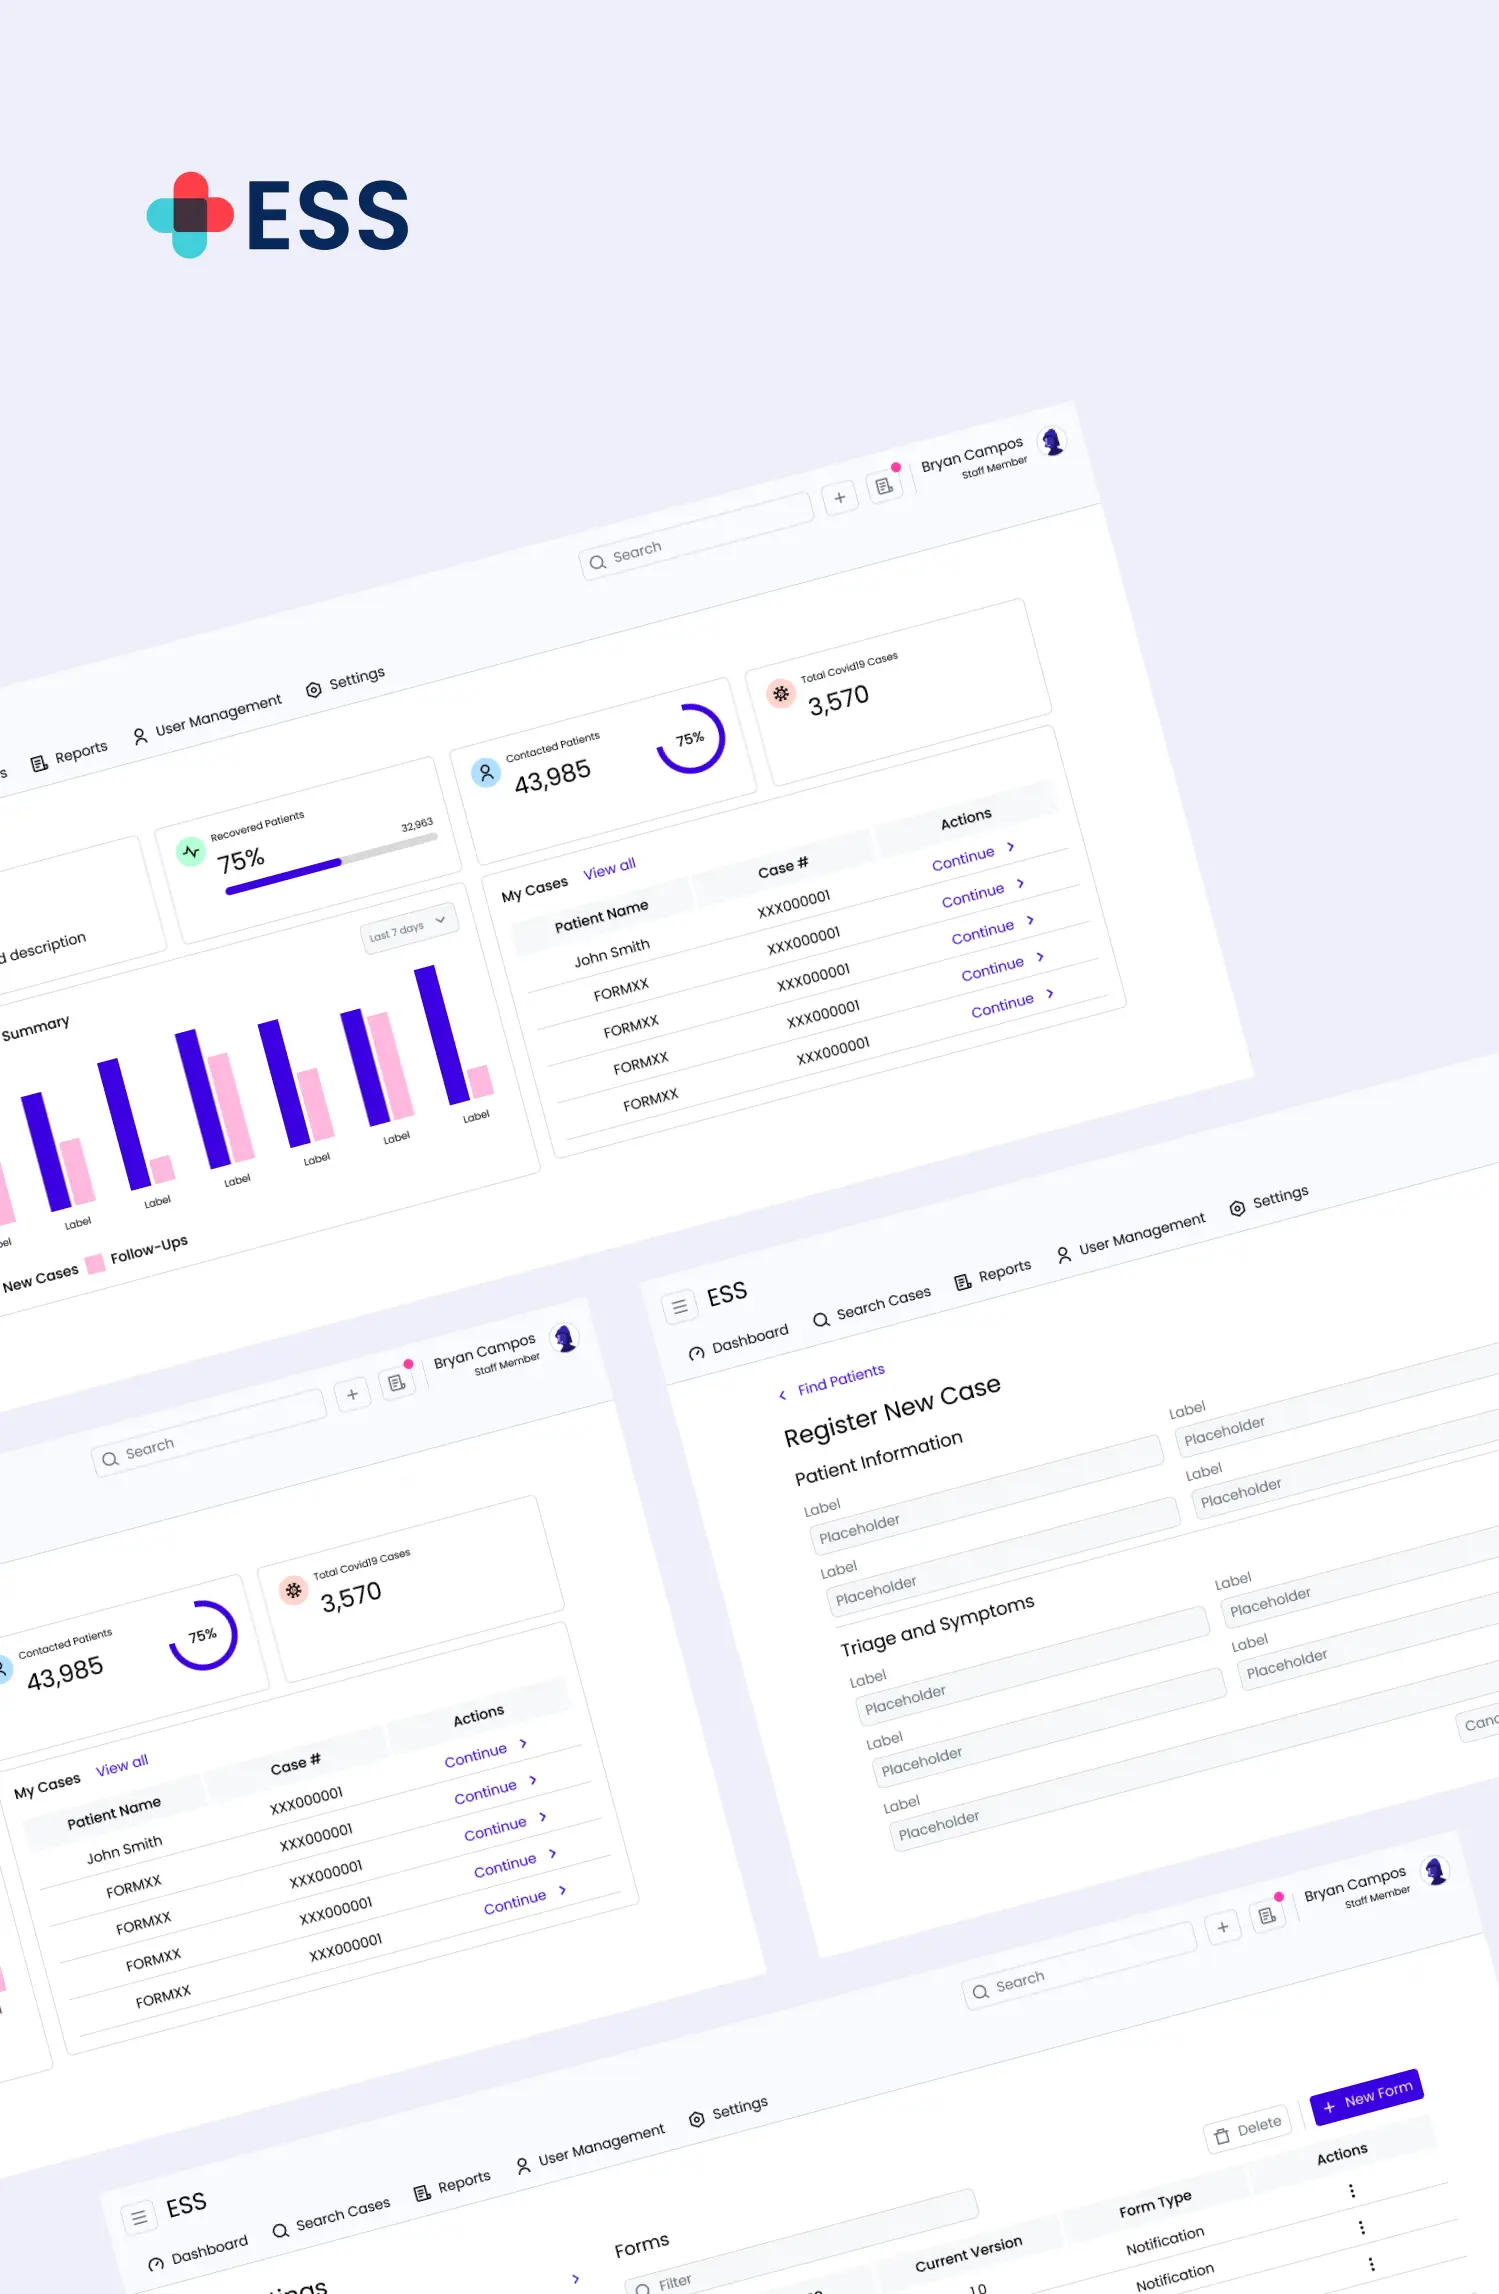 ESS
Bryan Campos
Staff Member
Search
Reports
User Management
Settings
Recovered Patients
75%
32,963
Contacted Patients
43,985
75%
Total Covid19 Cases
3,570
description
Summary
Last 7 days
Label
Label
Label
Label
Label
Label
New Cases
Follow-Ups
My Cases
View all
Patient Name Case # Actions
John Smith XXX000001 Continue
FORMXX XXX000001 Continue
FORMXX XXX000001 Continue
FORMXX XXX000001 Continue
FORMXX XXX000001 Continue
Bryan Campos
Staff Member
Search
Contacted Patients
43,985
75%
Total Covid19 Cases
3,570
My Cases
View all
Patient Name Case # Actions
John Smith XXX000001 Continue
FORMXX XXX000001 Continue
FORMXX XXX000001 Continue
FORMXX XXX000001 Continue
FORMXX XXX000001 Continue
ESS
Dashboard
Search Cases
Reports
User Management
Settings
Find Patients
Register New Case
Patient Information
Label
Placeholder
Label
Placeholder
Label
Placeholder
Label
Placeholder
Triage and Symptoms
Label
Placeholder
Label
Placeholder
Label
Placeholder
Label
Placeholder
Label
Placeholder
Bryan Campos
Staff Member
Search
ESS
Dashboard
Search Cases
Reports
User Management
Settings
Delete
New Form
Forms
Filter
Current Version Form Type Actions
1.0 Notification
Notification